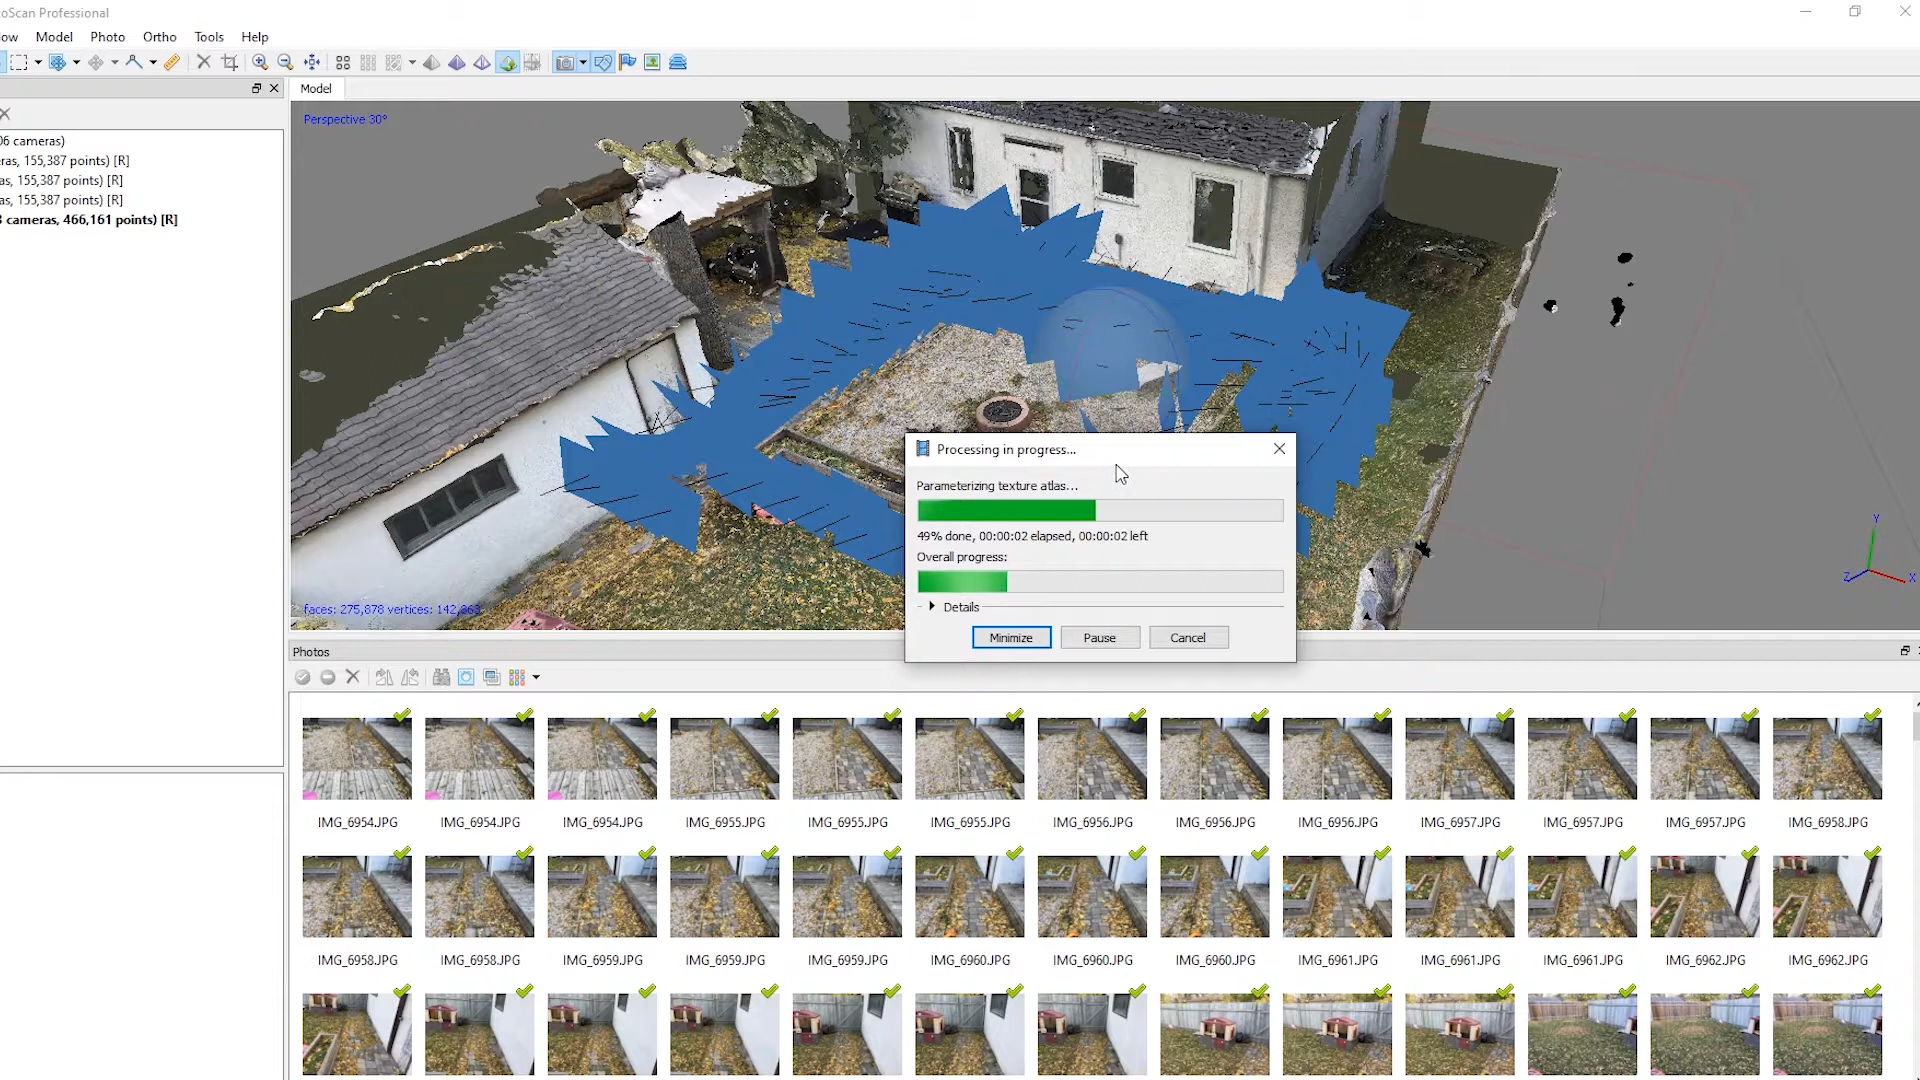 oScan Professional
ow Model Photo Ortho Tools Help
Model
Perspective 30°
06 cameras)
ras, 155,387 points) [R]
as, 155,387 points) [R]
as, 155,387 points) [R]
cameras, 466,161 points) [R]
Processing in progress...
Parameterizing texture atlas...
49% done, 00:00:02 elapsed, 00:00:02 left
Overall progress:
Details
Minimize Pause Cancel
Y
Z X
faces: 275,878 vertices: 142,863
Photos
IMG_6954.JPG IMG_6954.JPG IMG_6954.JPG IMG_6955.JPG IMG_6955.JPG IMG_6955.JPG IMG_6956.JPG IMG_6956.JPG IMG_6956.JPG IMG_6957.JPG IMG_6957.JPG IMG_6957.JPG IMG_6958.JPG
IMG_6958.JPG IMG_6958.JPG IMG_6959.JPG IMG_6959.JPG IMG_6959.JPG IMG_6960.JPG IMG_6960.JPG IMG_6960.JPG IMG_6961.JPG IMG_6961.JPG IMG_6961.JPG IMG_6962.JPG IMG_6962.JPG